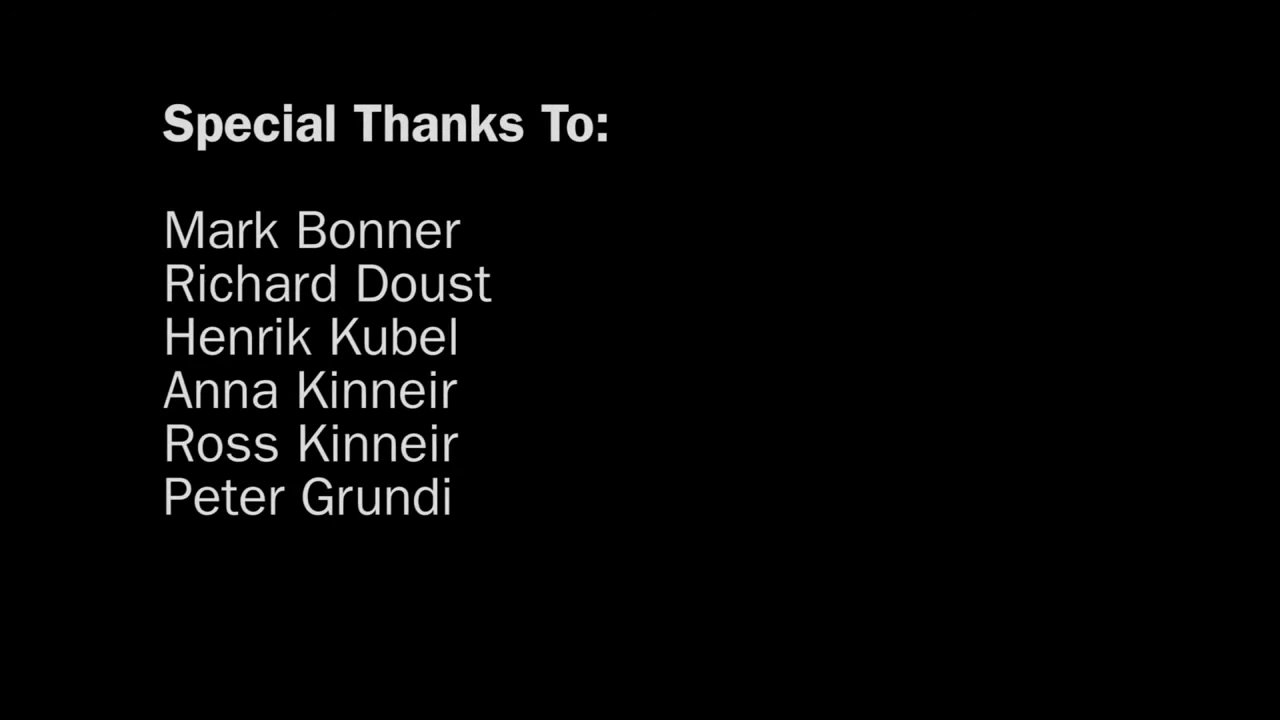 Special Thanks To:
Mark Bonner
Richard Doust
Henrik Kubel
Anna Kinneir
Ross Kinneir
Peter Grundi